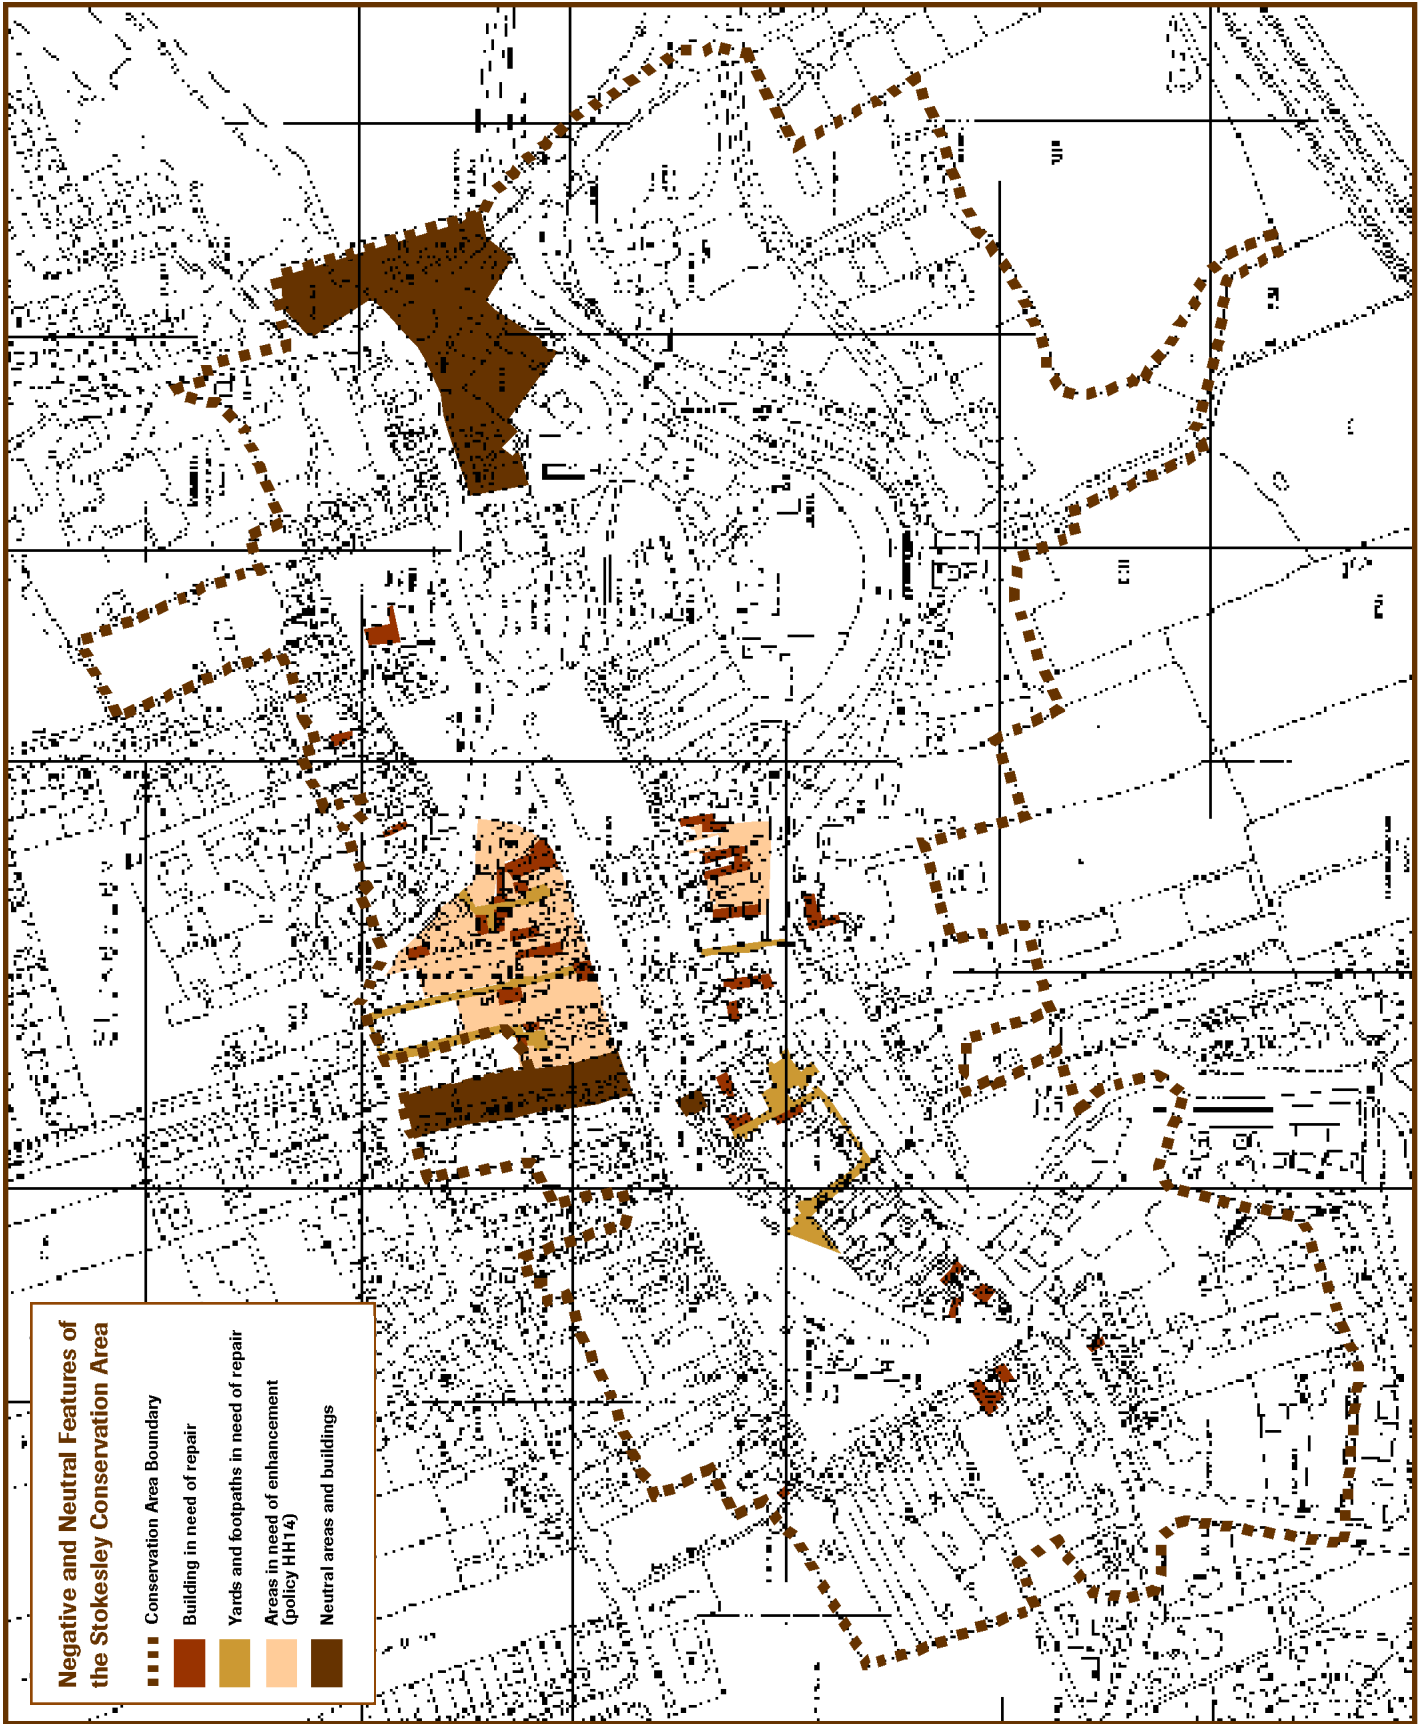 Negative and Neutral Features of
the Stokesley Conservation Area
Conservation Area Boundary
Building in need of repair
Yards and footpaths in need of repair
Areas in need of enhancement
(policy HH14)
Neutral areas and buildings